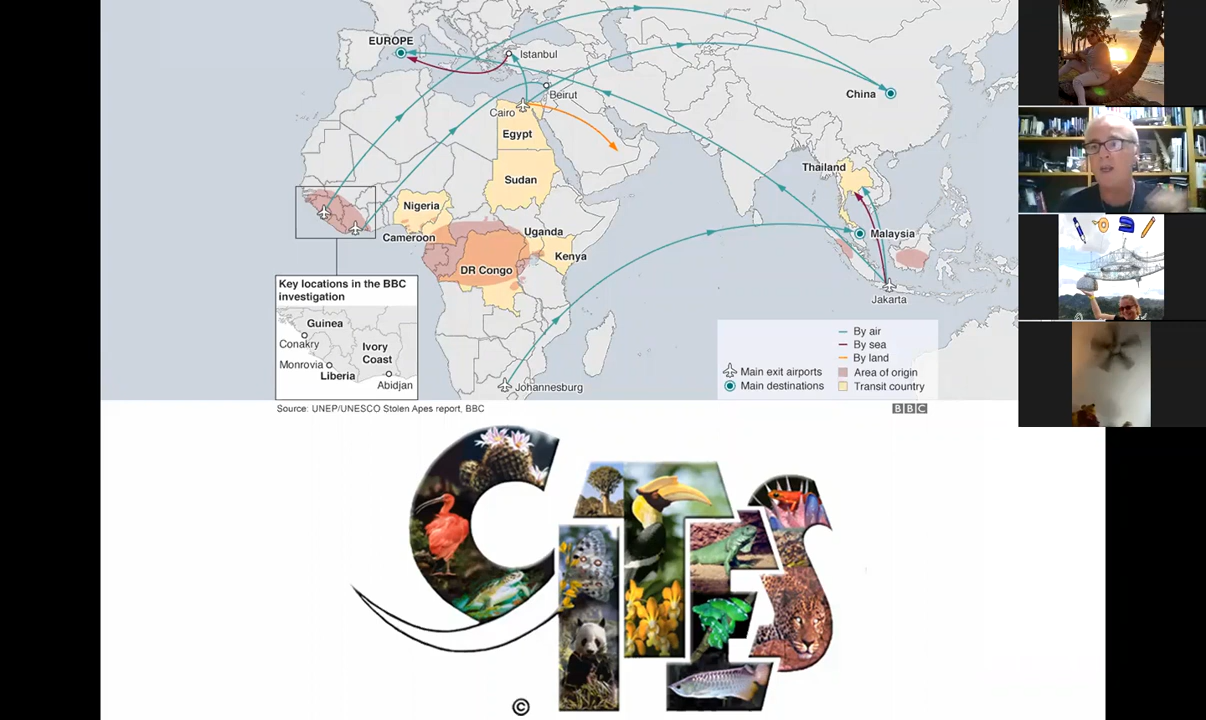 EUROPE
Istanbul
Beirut
China
Cairo
Egypt
Thailand
Sudan
Nigeria
Cameroon
Uganda
Malaysia
Kenya
DR Congo
Jakarta
Key locations in the BBC
investigation
Guinea
Conakry
Ivory
Coast
Monrovia
Liberia
Abidjan
Johannesburg
By air
By sea
By land
Main exit airports
Area of origin
Main destinations
Transit country
Source: UNEP/UNESCO Stolen Apes report, BBC
BBC
CITES
©